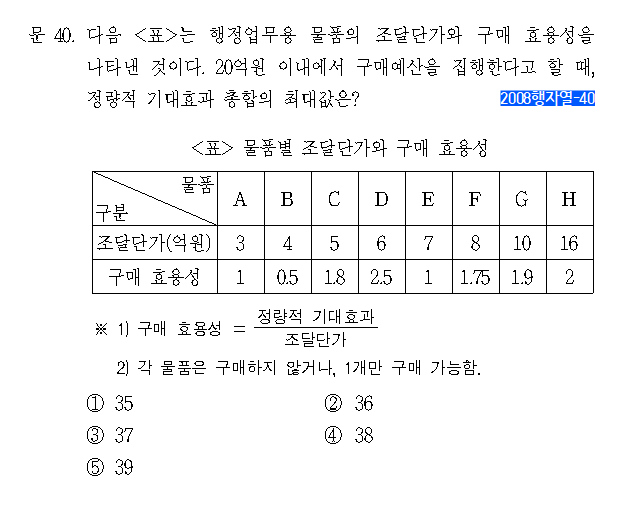 문 40. 다음 <표>는 행정업무용 물품의 조달단가와 구매 효용성을
나타낸 것이다. 20억원 이내에서 구매예산을 집행한다고 할 때,
정량적 기대효과 총합의 최대값은? 2008행자열-40
<표> 물품별 조달단가와 구매 효용성
물품 A B C D E F G H
구분
조달단가(억원) 3 4 5 6 7 8 10 16
구매 효용성 1 0.5 1.8 2.5 1 1.75 1.9 2
※ 1) 구매 효용성 = 정량적 기대효과
조달단가
2) 각 물품은 구매하지 않거나, 1개만 구매 가능함.
① 35 ② 36
③ 37 ④ 38
⑤ 39